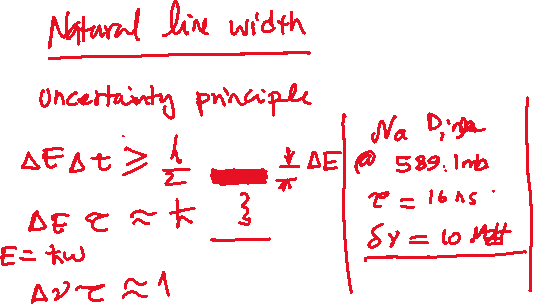 Natural line width
Uncertainty principle
ΔE Δt ≥ ℏ/2
ΔE
ΔE τ ≈ ℏ
E = ℏω
Δν τ ≈ 1
Na D, line
@ 589.1nm
τ = 16 ns
δν = 10 MHz